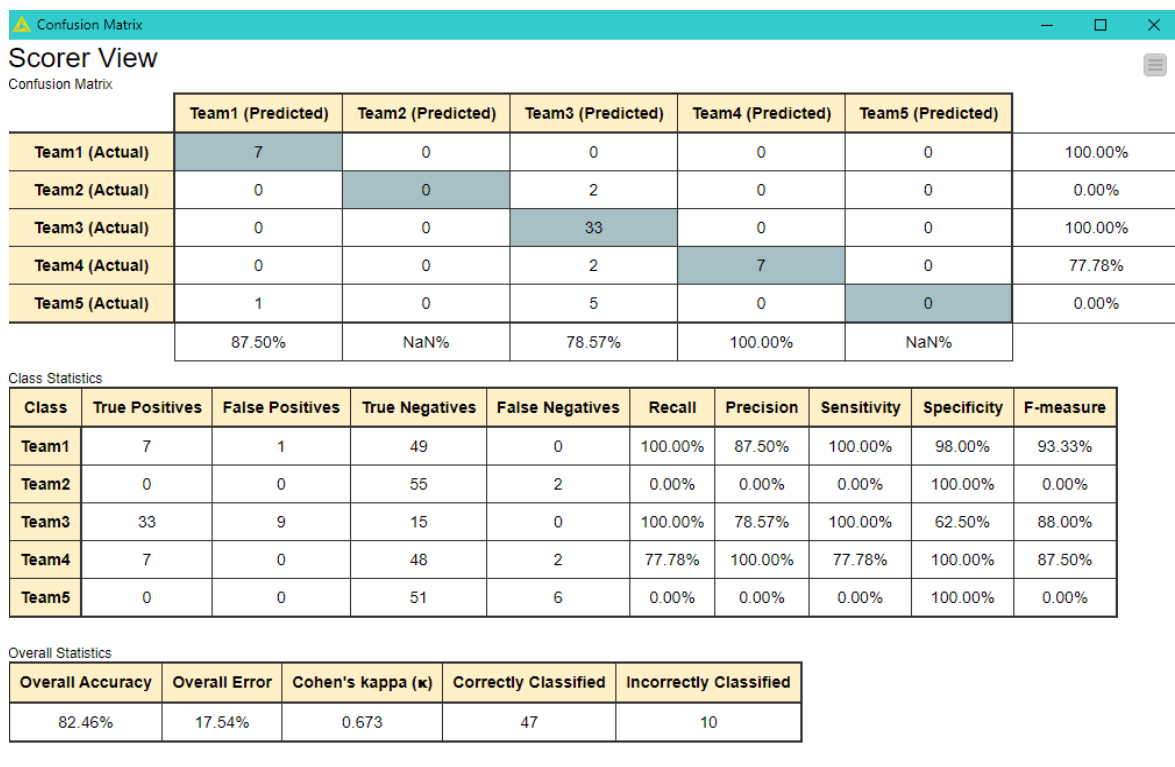 Confusion Matrix
Scorer View
Confusion Matrix
Team1 (Predicted) Team2 (Predicted) Team3 (Predicted) Team4 (Predicted) Team5 (Predicted)
Team1 (Actual) 7 0 0 0 0 100.00%
Team2 (Actual) 0 0 2 0 0 0.00%
Team3 (Actual) 0 0 33 0 0 100.00%
Team4 (Actual) 0 0 2 7 0 77.78%
Team5 (Actual) 1 0 5 0 0 0.00%
87.50% NaN% 78.57% 100.00% NaN%
Class Statistics
Class True Positives False Positives True Negatives False Negatives Recall Precision Sensitivity Specificity F-measure
Team1 7 1 49 0 100.00% 87.50% 100.00% 98.00% 93.33%
Team2 0 0 55 2 0.00% 0.00% 0.00% 100.00% 0.00%
Team3 33 9 15 0 100.00% 78.57% 100.00% 62.50% 88.00%
Team4 7 0 48 2 77.78% 100.00% 77.78% 100.00% 87.50%
Team5 0 0 51 6 0.00% 0.00% 0.00% 100.00% 0.00%
Overall Statistics
Overall Accuracy Overall Error Cohen's kappa (κ) Correctly Classified Incorrectly Classified
82.46% 17.54% 0.673 47 10